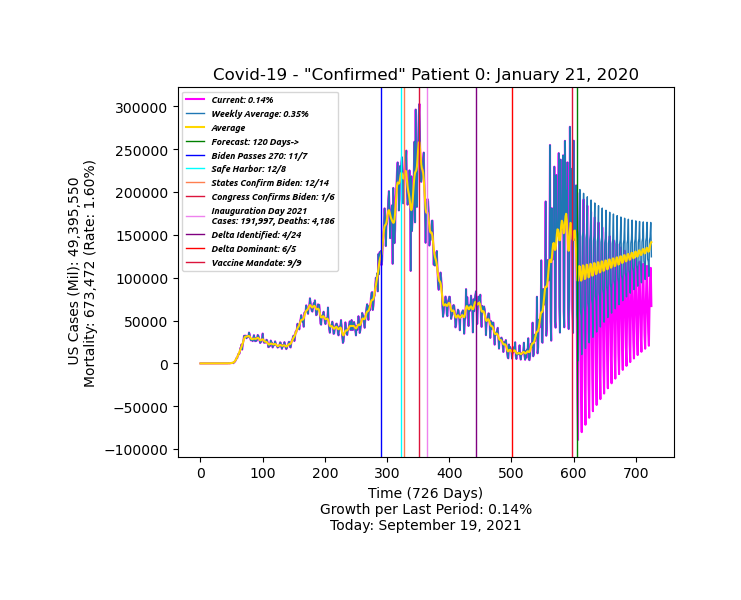 Covid-19 - "Confirmed" Patient 0: January 21, 2020
300000
250000
200000
150000
100000
50000
0
−50000
−100000
US Cases (Mil): 49,395,550
Mortality: 673,472 (Rate: 1.60%)
Current: 0.14%
Weekly Average: 0.35%
Average
Forecast: 120 Days->
Biden Passes 270: 11/7
Safe Harbor: 12/8
States Confirm Biden: 12/14
Congress Confirms Biden: 1/6
Inauguration Day 2021
Cases: 191,997, Deaths: 4,186
Delta Identified: 4/24
Delta Dominant: 6/5
Vaccine Mandate: 9/9
0 100 200 300 400 500 600 700
Time (726 Days)
Growth per Last Period: 0.14%
Today: September 19, 2021